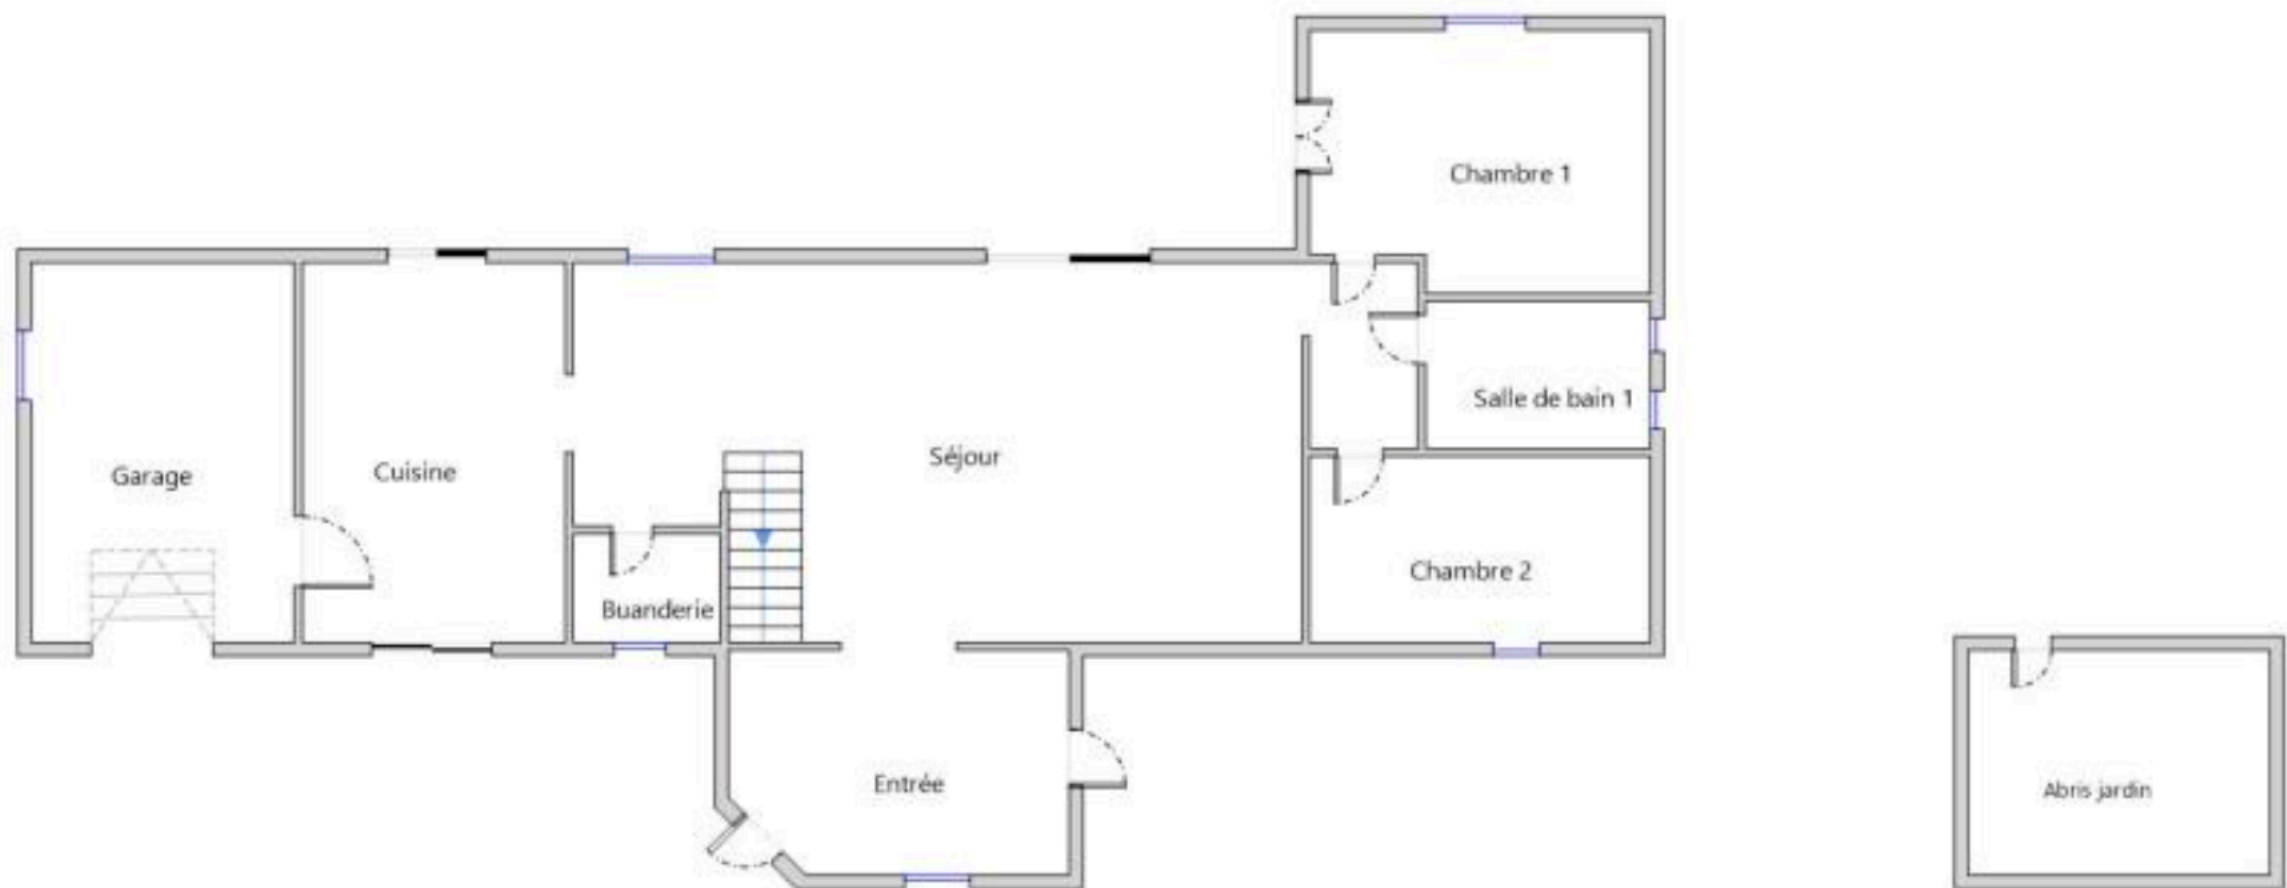 Chambre 1
Salle de bain 1
Séjour
Cuisine
Garage
Chambre 2
Buanderie
Entrée
Abris jardin